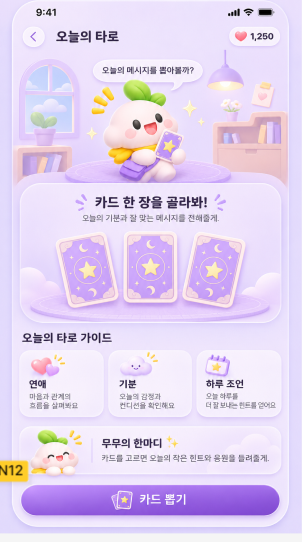 9:41
오늘의 타로
1,250
오늘의 메시지를 뽑아볼까?
카드 한 장을 골라봐!
오늘의 기분과 잘 맞는 메시지를 전해줄게.
오늘의 타로 가이드
연애
마음과 관계의
흐름을 살펴봐요
기분
오늘의 감정과
컨디션을 확인해요
하루 조언
오늘 하루를
더 잘 보내는 힌트를 얻어요
무무의 한마디
카드를 고르면 오늘의 작은 힌트와 응원을 들려줄게.
N12
카드 뽑기